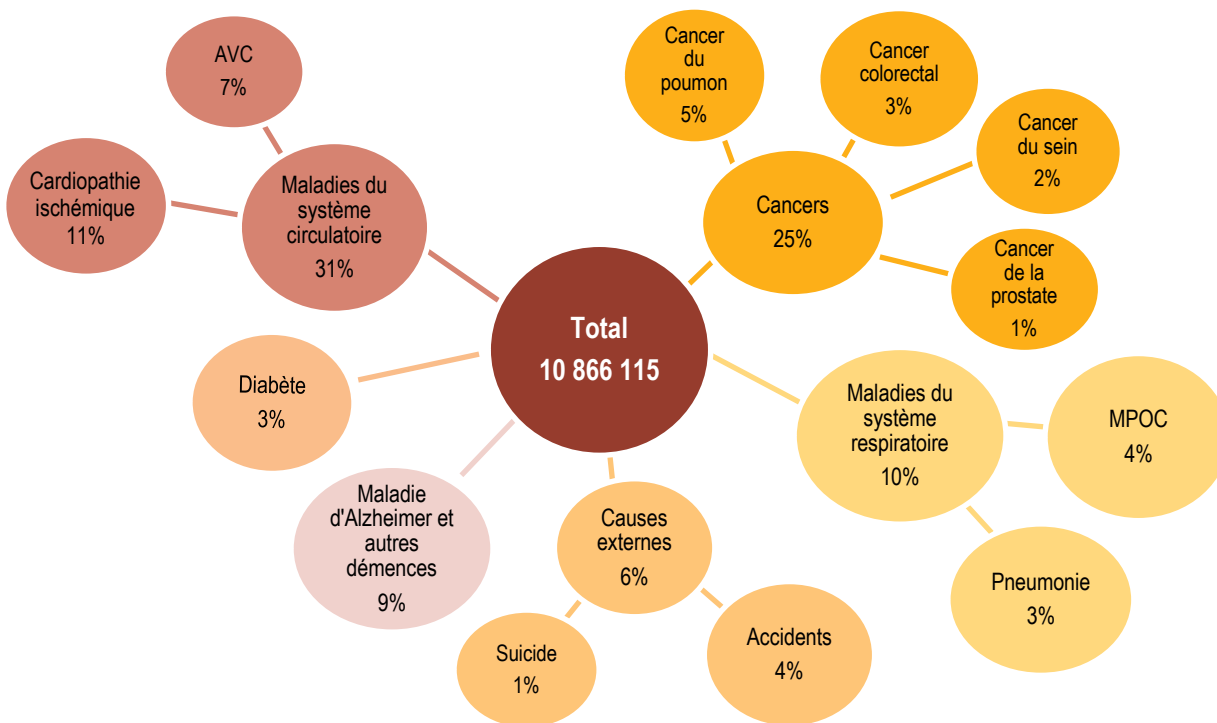 AVC
7%
Cardiopathie
ischémique
11%
Maladies du
système
circulatoire
31%
Cancer
du
poumon
5%
Cancer
colorectal
3%
Cancer
du sein
2%
Cancers
25%
Cancer
de la
prostate
1%
Total
10 866 115
Diabète
3%
Maladies du
système
respiratoire
10%
MPOC
4%
Maladie
d'Alzheimer et
autres
démences
9%
Causes
externes
6%
Pneumonie
3%
Suicide
1%
Accidents
4%